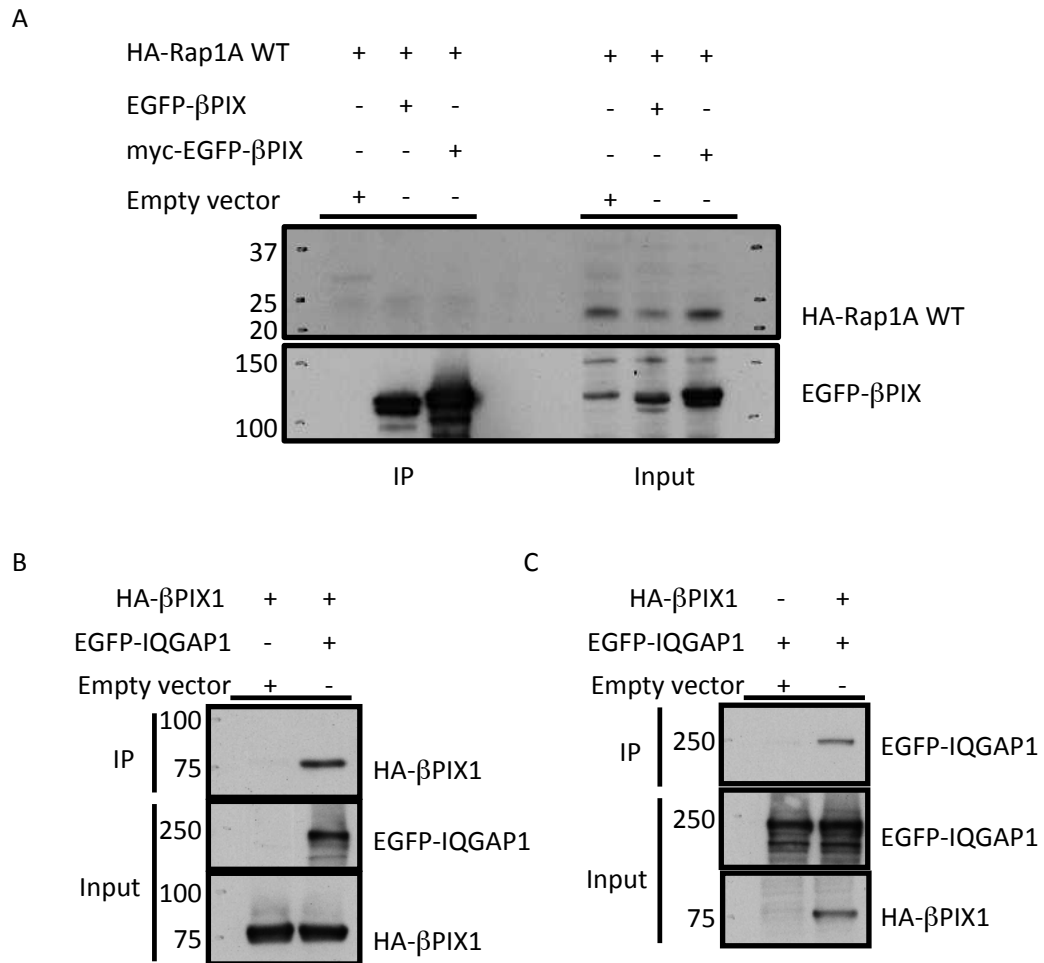 A
HA-Rap1A WT + + + + + +
EGFP-βPIX - + - - + -
myc-EGFP-βPIX - - + - - +
Empty vector + - - + - -
37
25
20
HA-Rap1A WT
150
100
EGFP-βPIX
IP Input
B
HA-βPIX1 + +
EGFP-IQGAP1 - +
Empty vector + -
IP
100
75
HA-βPIX1
Input
250
EGFP-IQGAP1
100
75
HA-βPIX1
C
HA-βPIX1 - +
EGFP-IQGAP1 + +
Empty vector + -
IP
250
EGFP-IQGAP1
Input
250
EGFP-IQGAP1
75
HA-βPIX1